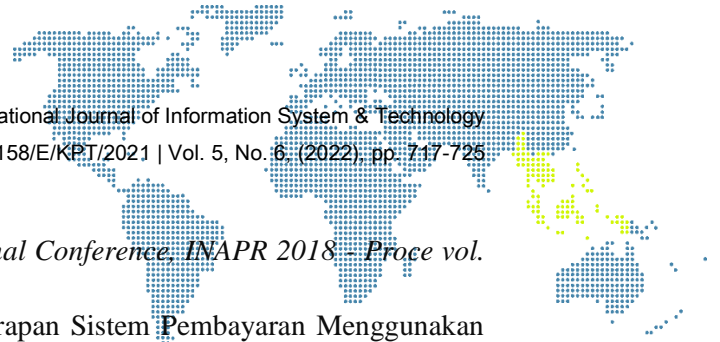 ational Journal of Information System & Technology
158/E/KPT/2021 | Vol. 5, No. 6, (2022), pp. 717-725
nal Conference, INAPR 2018 - Proce vol.
rapan Sistem Pembayaran Menggunakan